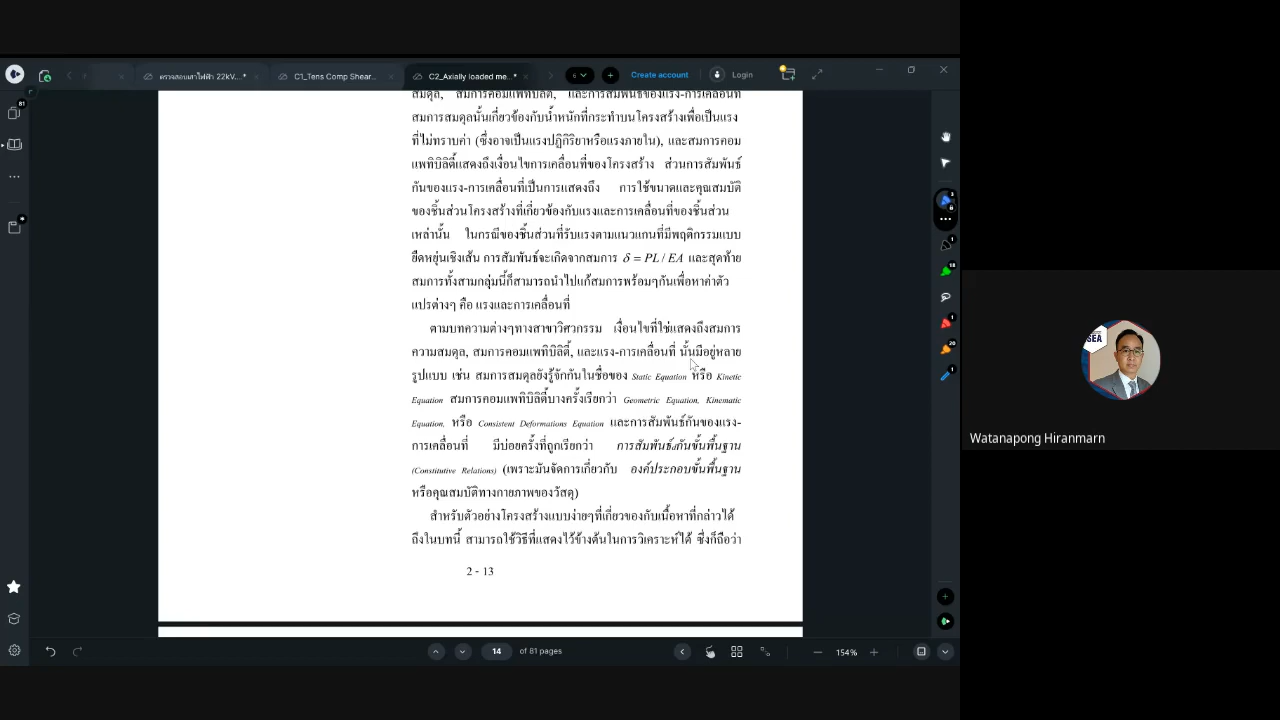 ตรวจสอบเสาไฟฟ้า 22kV...*
C1_Tens Comp Shear...
C2_Axially loaded me...*
6
Create account
Login
81
สมดุล, สมการคอมแพทิบิลิตี้, และการสัมพันธ์ของแรง-การเคลื่อนที่
สมการสมดุลนั้นเกี่ยวข้องกับน้ำหนักที่กระทำบนโครงสร้างเพื่อเป็นแรง
ที่ไม่ทราบค่า (ซึ่งอาจเป็นแรงปฏิกิริยาหรือแรงภายใน), และสมการคอม
แพทิบิลิตี้แสดงถึงเงื่อนไขการเคลื่อนที่ของโครงสร้าง ส่วนการสัมพันธ์
กันของแรง-การเคลื่อนที่เป็นการแสดงถึง การใช้ขนาดและคุณสมบัติ
ของชิ้นส่วนโครงสร้างที่เกี่ยวข้องกับแรงและการเคลื่อนที่ของชิ้นส่วน
เหล่านั้น ในกรณีของชิ้นส่วนที่รับแรงตามแนวแกนที่มีพฤติกรรมแบบ
ยืดหยุ่นเชิงเส้น การสัมพันธ์จะเกิดจากสมการ δ = PL / EA และสุดท้าย
สมการทั้งสามกลุ่มนี้ก็สามารถนำไปแก้สมการพร้อมๆกันเพื่อหาค่าตัว
แปรต่างๆ คือ แรงและการเคลื่อนที่
ตามบทความต่างๆทางสาขาวิศวกรรม เงื่อนไขที่ใช่แสดงถึงสมการ
ความสมดุล, สมการคอมแพทิบิลิตี้, และแรง-การเคลื่อนที่ นั้นมีอยู่หลาย
รูปแบบ เช่น สมการสมดุลยังรู้จักกันในชื่อของ Static Equation หรือ Kinetic
Equation สมการคอมแพทิบิลิตี้บางครั้งเรียกว่า Geometric Equation, Kinematic
Equation, หรือ Consistent Deformations Equation และการสัมพันธ์กันของแรง-
การเคลื่อนที่ มีบ่อยครั้งที่ถูกเรียกว่า การสัมพันธ์กันขั้นพื้นฐาน
(Constitutive Relations) (เพราะมันจัดการเกี่ยวกับ องค์ประกอบขั้นพื้นฐาน
หรือคุณสมบัติทางกายภาพของวัสดุ)
สำหรับตัวอย่างโครงสร้างแบบง่ายๆที่เกี่ยวของกับเนื้อหาที่กล่าวได้
ถึงในบทนี้ สามารถใช้วิธีที่แสดงไว้ข้างต้นในการวิเคราะห์ได้ ซึ่งก็ถือว่า
2 - 13
14 of 81 pages
154%
SEA
Watanapong Hiranmarn